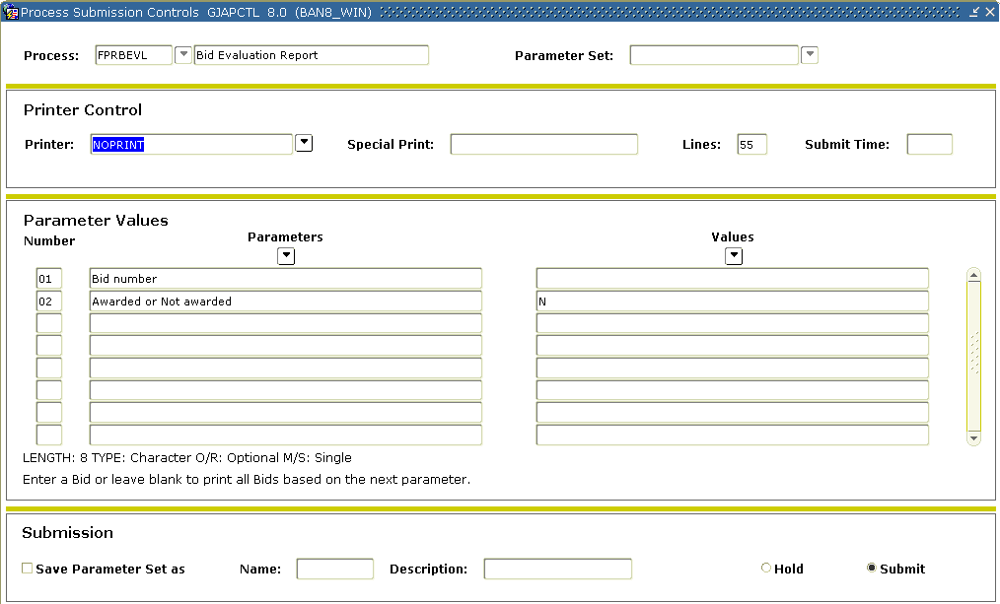 Process Submission Controls GJAPCTL 8.0 (BAN8_WIN)
Process: FPRBEVL Bid Evaluation Report Parameter Set:
Printer Control
Printer: NOPRINT Special Print: Lines: 55 Submit Time:
Parameter Values
Number Parameters Values
01 Bid number
02 Awarded or Not awarded N
LENGTH: 8 TYPE: Character O/R: Optional M/S: Single
Enter a Bid or leave blank to print all Bids based on the next parameter.
Submission
Save Parameter Set as Name: Description: Hold Submit